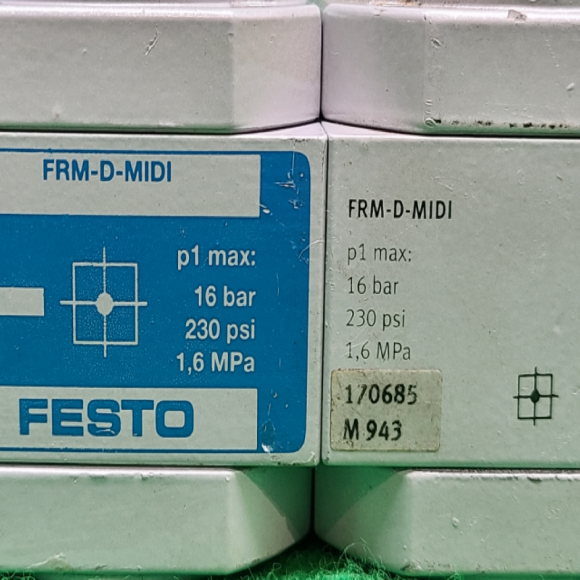 FRM-D-MIDI
p1 max:
16 bar
230 psi
1,6 MPa
FESTO
FRM-D-MIDI
p1 max:
16 bar
230 psi
1,6 MPa
170685
M 943